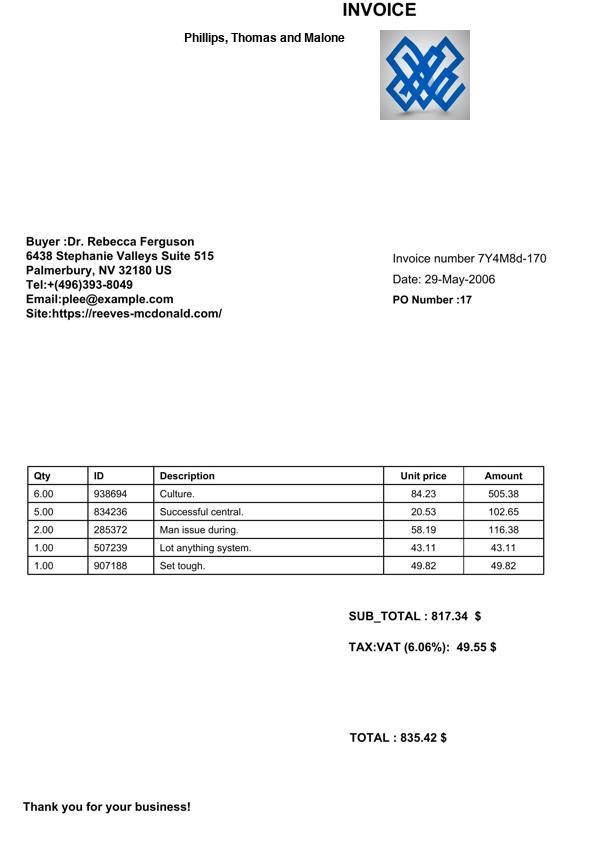 INVOICE
Phillips, Thomas and Malone
Buyer :Dr. Rebecca Ferguson
6438 Stephanie Valleys Suite 515
Palmerbury, NV 32180 US
Tel:+(496)393-8049
Email:plee@example.com
Site:https://reeves-mcdonald.com/
Invoice number 7Y4M8d-170
Date: 29-May-2006
PO Number :17
Qty ID Description Unit price Amount
6.00 938694 Culture. 84.23 505.38
5.00 834236 Successful central. 20.53 102.65
2.00 285372 Man issue during. 58.19 116.38
1.00 507239 Lot anything system. 43.11 43.11
1.00 907188 Set tough. 49.82 49.82
SUB_TOTAL : 817.34 $
TAX:VAT (6.06%): 49.55 $
TOTAL : 835.42 $
Thank you for your business!